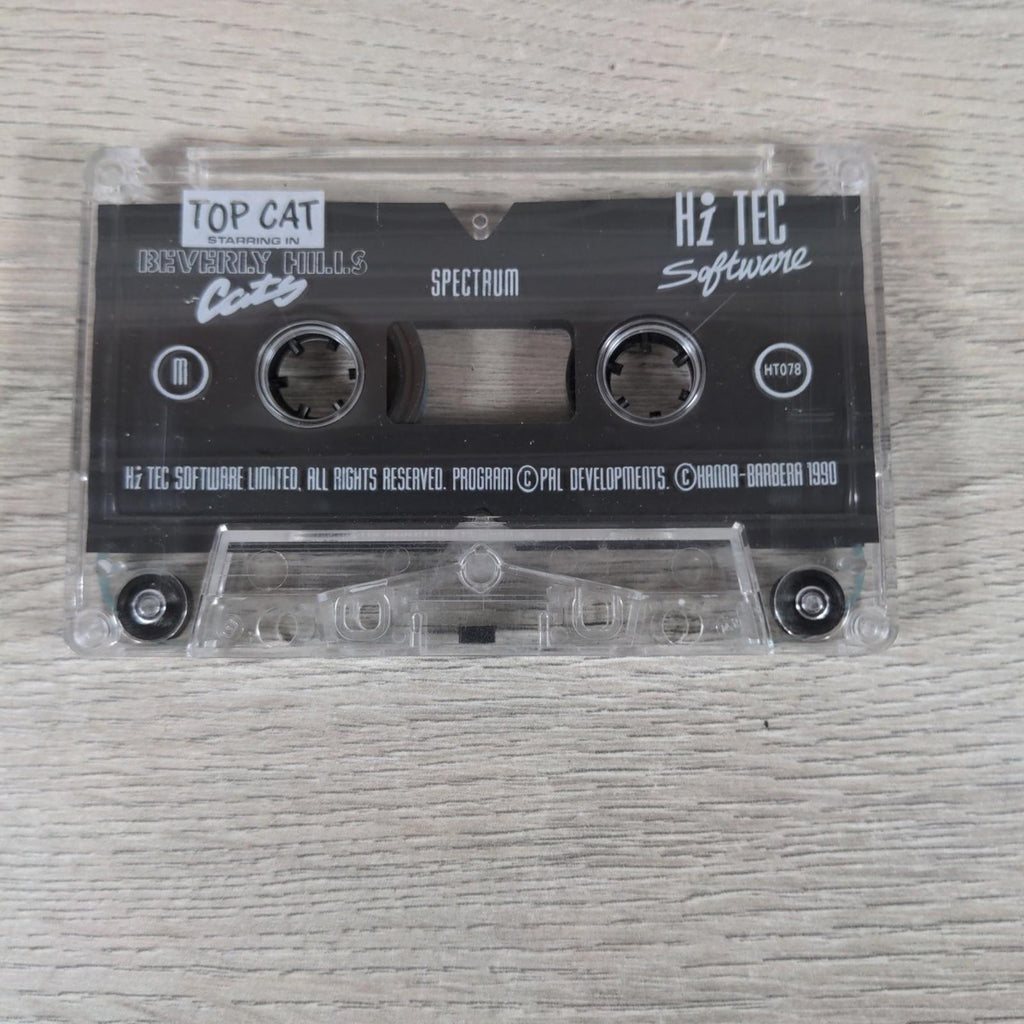 TOP CAT
STARRING IN
BEVERLY HILLS
Cats
SPECTRUM
Hi TEC
Software
M
HT078
Hi TEC SOFTWARE LIMITED, ALL RIGHTS RESERVED. PROGRAM © PAL DEVELOPMENTS. © HANNA-BARBERA 1990